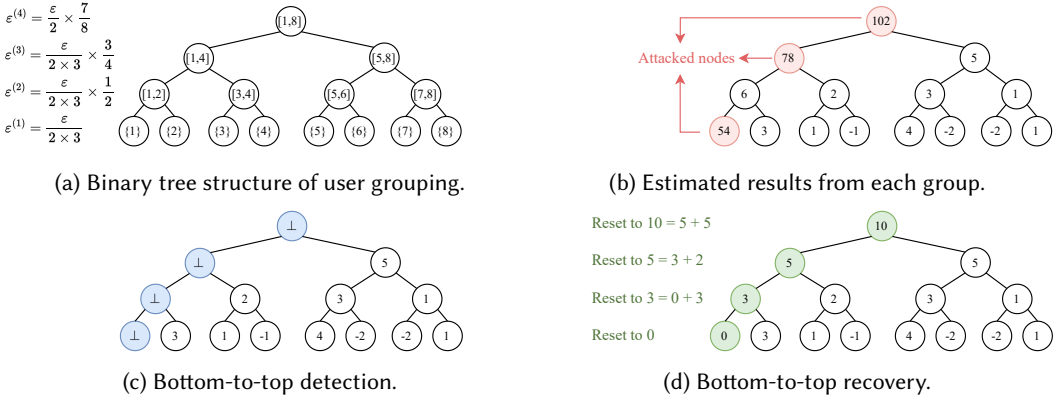 ε^(4) = ε/2 × 7/8
ε^(3) = ε/(2 × 3) × 3/4
ε^(2) = ε/(2 × 3) × 1/2
ε^(1) = ε/(2 × 3)
[1,8]
[1,4] [5,8]
[1,2] [3,4] [5,6] [7,8]
{1} {2} {3} {4} {5} {6} {7} {8}
(a) Binary tree structure of user grouping.
102
Attacked nodes 78 5
6 2 3 1
54 3 1 -1 4 -2 -2 1
(b) Estimated results from each group.
⊥
⊥ 5
⊥ 2 3 1
⊥ 3 1 -1 4 -2 -2 1
(c) Bottom-to-top detection.
Reset to 10 = 5 + 5 10
Reset to 5 = 3 + 2 5 5
Reset to 3 = 0 + 3 3 2 3 1
Reset to 0 0 3 1 -1 4 -2 -2 1
(d) Bottom-to-top recovery.